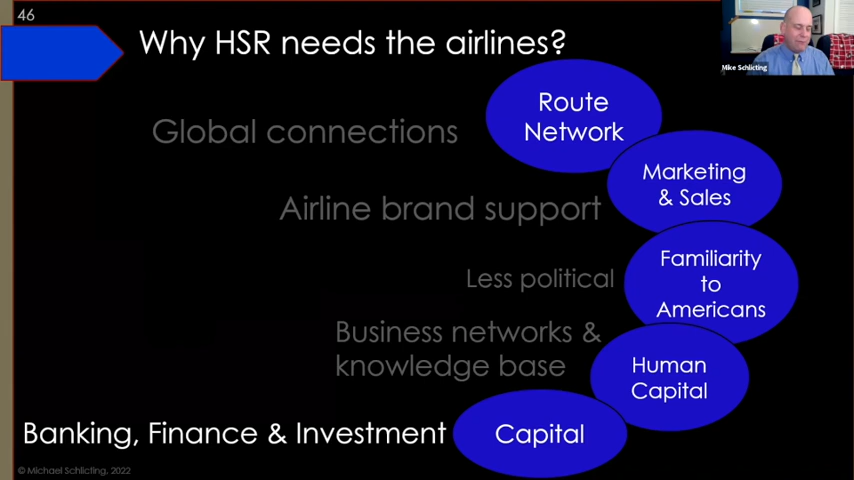 46
Why HSR needs the airlines?
Mike Schlicting
Route
Network
Global connections
Marketing
& Sales
Airline brand support
Familiarity
to
Americans
Less political
Business networks &
knowledge base
Human
Capital
Banking, Finance & Investment
Capital
© Michael Schlicting, 2022